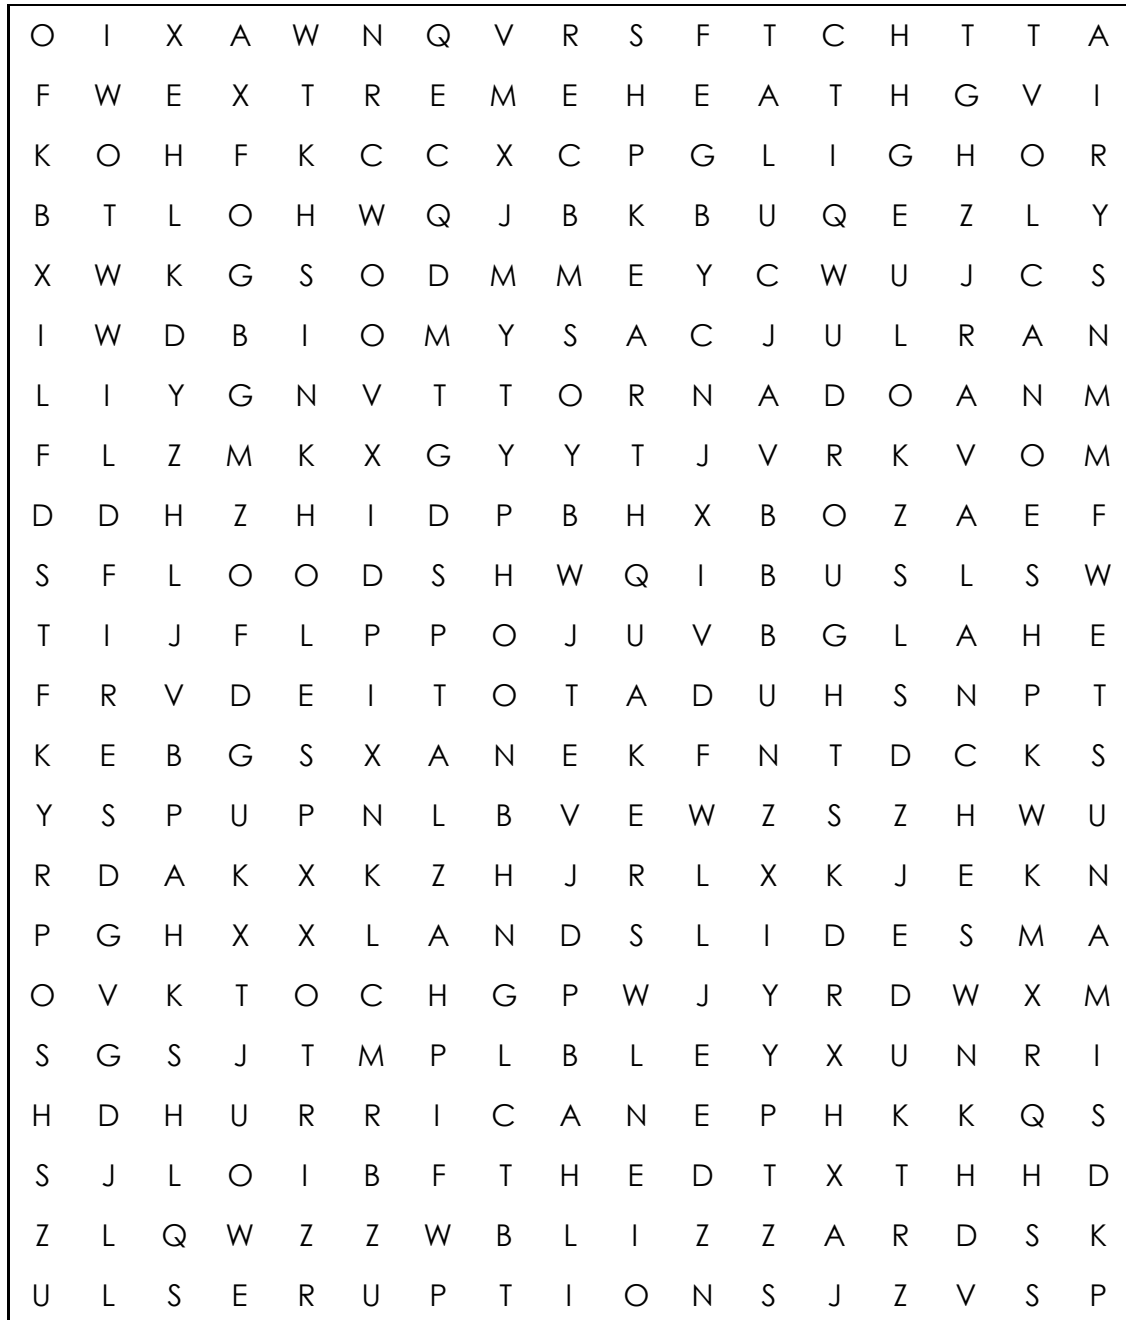 O I X A W N Q V R S F T C H T T A
F W E X T R E M E H E A T H G V I
K O H F K C C X C P G L I G H O R
B T L O H W Q J B K B U Q E Z L Y
X W K G S O D M M E Y C W U J C S
I W D B I O M Y S A C J U L R A N
L I Y G N V T T O R N A D O A N M
F L Z M K X G Y Y T J V R K V O M
D D H Z H I D P B H X B O Z A E F
S F L O O D S H W Q I B U S L S W
T I J F L P P O J U V B G L A H E
F R V D E I T O T A D U H S N P T
K E B G S X A N E K F N T D C K S
Y S P U P N L B V E W Z S Z H W U
R D A K X K Z H J R L X K J E K N
P G H X X L A N D S L I D E S M A
O V K T O C H G P W J Y R D W X M
S G S J T M P L B L E Y X U N R I
H D H U R R I C A N E P H K K Q S
S J L O I B F T H E D T X T H H D
Z L Q W Z Z W B L I Z Z A R D S K
U L S E R U P T I O N S J Z V S P